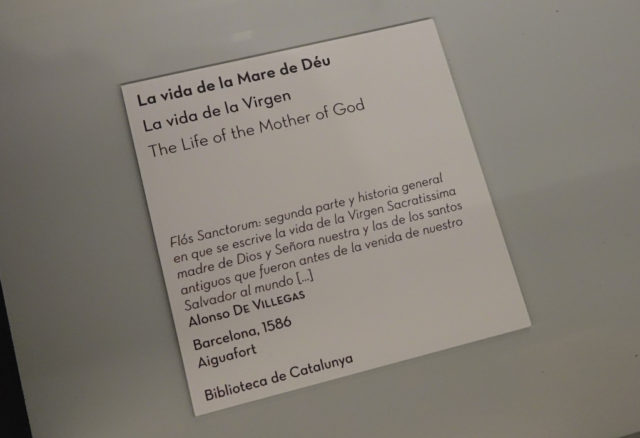 La vida de la Mare de Déu
La vida de la Virgen
The Life of the Mother of God
Flós Sanctorum: segunda parte y historia general
en que se escrive la vida de la Virgen Sacratissima
madre de Dios y Señora nuestra y las de los santos
antiguos que fueron antes de la venida de nuestro
Salvador al mundo [...]
Alonso DE VILLEGAS
Barcelona, 1586
Aiguafort
Biblioteca de Catalunya